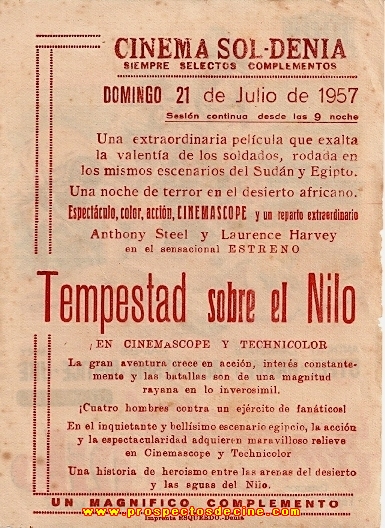 CINEMA SOL-DENIA
SIEMPRE SELECTOS COMPLEMENTOS
DOMINGO 21 de Julio de 1957
Sesión continua desde las 9 noche
Una extraordinaria película que exalta
la valentía de los soldados, rodada en
los mismos escenarios del Sudán y Egipto.
Una noche de terror en el desierto africano.
Espectáculo, color, acción, CINEMASCOPE y un reparto extraordinario
Anthony Steel y Laurence Harvey
en el sensacional ESTRENO
Tempestad sobre el Nilo
¡EN CINEMASCOPE Y TECHNICOLOR
La gran aventura crece en acción, interés constante-
mente y las batallas son de una magnitud
rayana en lo inverosimil.
¡Cuatro hombres contra un ejército de fanáticos!
En el inquietante y bellísimo escenario egipcio, la acción
y la espectacularidad adquieren maravilloso relieve
en Cinemascope y Technicolor
Una historia de heroismo entre las arenas del desierto
y las aguas del Nilo.
UN MAGNIFICO COMPLEMENTO
www.prospectosdecine.com
Imprenta ESQUERDO.-Denia